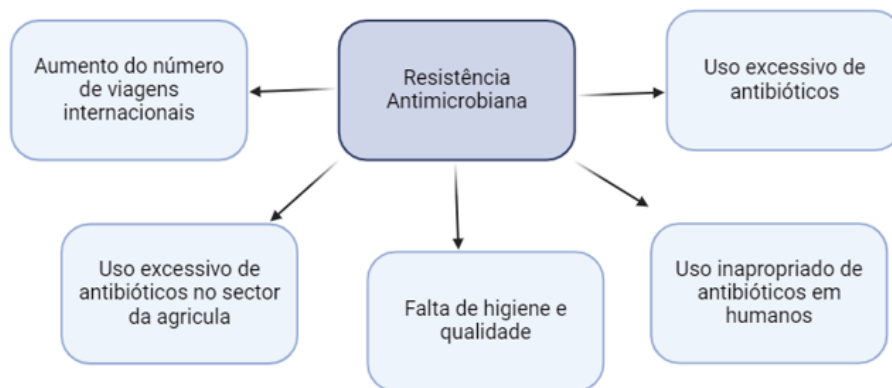 Aumento do número
de viagens
internacionais
Resistência
Antimicrobiana
Uso excessivo de
antibióticos
Uso excessivo de
antibióticos no sector
da agricula
Falta de higiene e
qualidade
Uso inapropriado de
antibióticos em
humanos